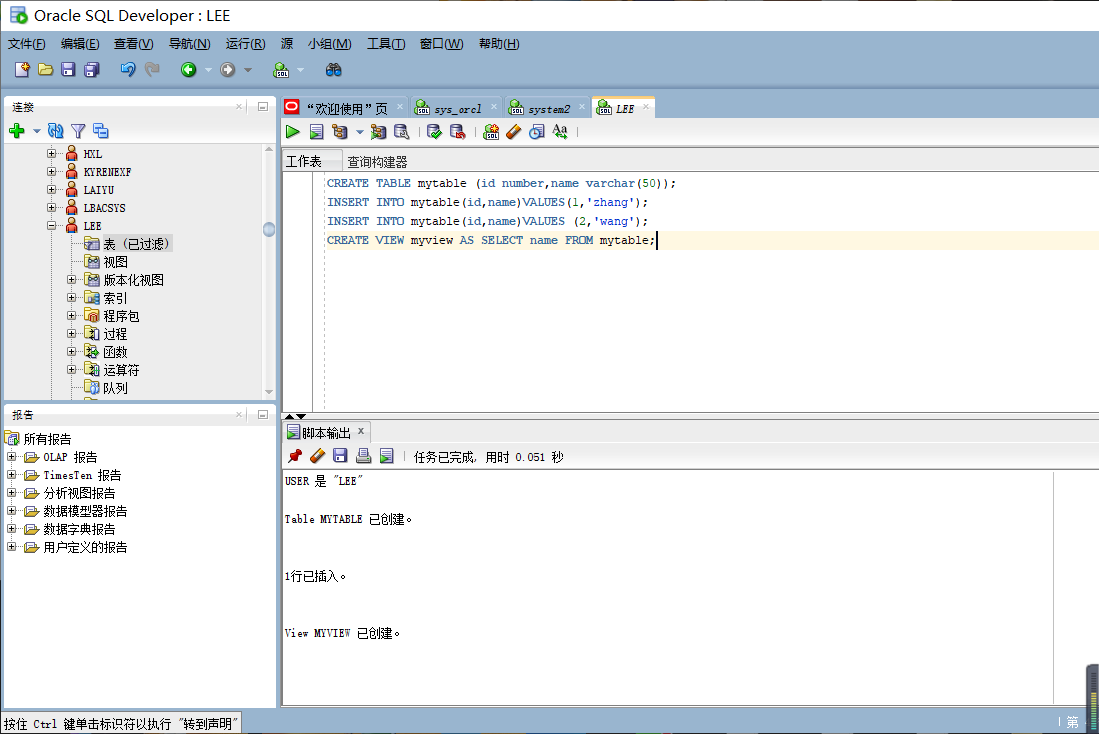 Oracle SQL Developer : LEE
文件(F) 编辑(E) 查看(V) 导航(N) 运行(R) 源 小组(M) 工具(T) 窗口(W) 帮助(H)
连接
HXL
KYRENEXF
LAIYU
LBACSYS
LEE
表 (已过滤)
视图
版本化视图
索引
程序包
过程
函数
运算符
队列
报告
所有报告
OLAP 报告
TimesTen 报告
分析视图报告
数据模型器报告
数据字典报告
用户定义的报告
“欢迎使用”页 sys_orcl system2 LEE
SQL SQL Aa
工作表 查询构建器
CREATE TABLE mytable (id number,name varchar(50));
INSERT INTO mytable(id,name)VALUES(1,'zhang');
INSERT INTO mytable(id,name)VALUES (2,'wang');
CREATE VIEW myview AS SELECT name FROM mytable;
脚本输出
任务已完成, 用时 0.051 秒
USER 是 "LEE"
Table MYTABLE 已创建。
1行已插入。
View MYVIEW 已创建。
按住 Ctrl 键单击标识符以执行 "转到声明"
第